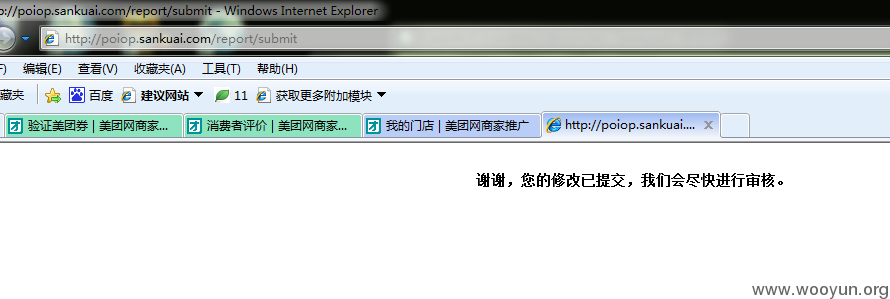 p://poiop.sankuai.com/report/submit - Windows Internet Explorer
http://poiop.sankuai.com/report/submit
F) 编辑(E) 查看(V) 收藏夹(A) 工具(T) 帮助(H)
藏夹 百度 建议网站 11 获取更多附加模块
团 验证美团券 | 美团网商家... 团 消费者评价 | 美团网商家... 团 我的门店 | 美团网商家推广 http://poiop.sankuai....
谢谢，您的修改已提交，我们会尽快进行审核。
www.wooyun.org